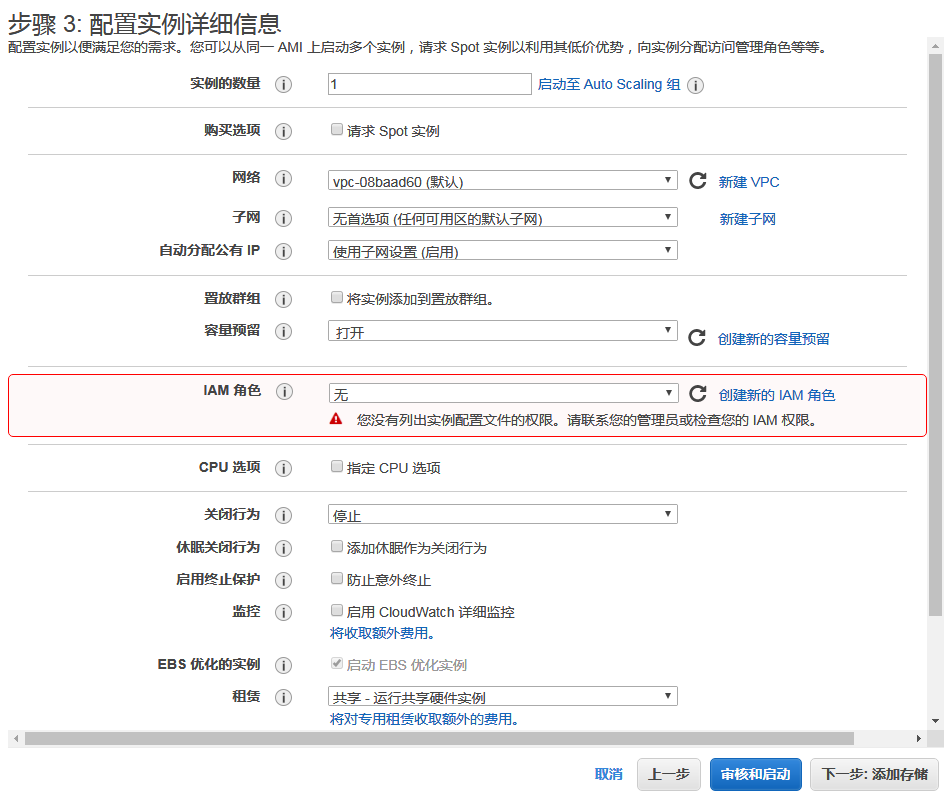 步骤 3: 配置实例详细信息
配置实例以便满足您的需求。您可以从同一 AMI 上启动多个实例，请求 Spot 实例以利用其低价优势，向实例分配访问管理角色等等。
实例的数量 1 启动至 Auto Scaling 组
购买选项 请求 Spot 实例
网络 vpc-08baad60 (默认) 新建 VPC
子网 无首选项 (任何可用区的默认子网) 新建子网
自动分配公有 IP 使用子网设置 (启用)
置放群组 将实例添加到置放群组。
容量预留 打开 创建新的容量预留
IAM 角色 无 创建新的 IAM 角色
您没有列出实例配置文件的权限。请联系您的管理员或检查您的 IAM 权限。
CPU 选项 指定 CPU 选项
关闭行为 停止
休眠关闭行为 添加休眠作为关闭行为
启用终止保护 防止意外终止
监控 启用 CloudWatch 详细监控
将收取额外费用。
EBS 优化的实例 启动 EBS 优化实例
租赁 共享 - 运行共享硬件实例
将对专用租赁收取额外的费用。
取消 上一步 审核和启动 下一步: 添加存储